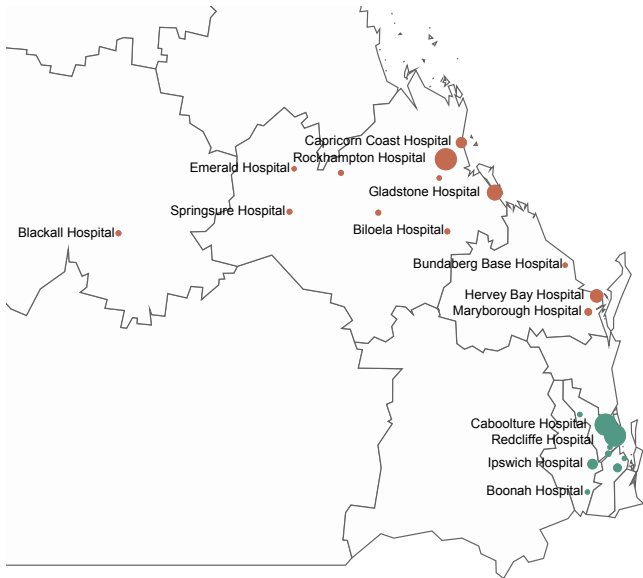 Capricorn Coast Hospital
Rockhampton Hospital
Emerald Hospital
Gladstone Hospital
Springsure Hospital
Blackall Hospital
Biloela Hospital
Bundaberg Base Hospital
Hervey Bay Hospital
Maryborough Hospital
Caboolture Hospital
Redcliffe Hospital
Ipswich Hospital
Boonah Hospital